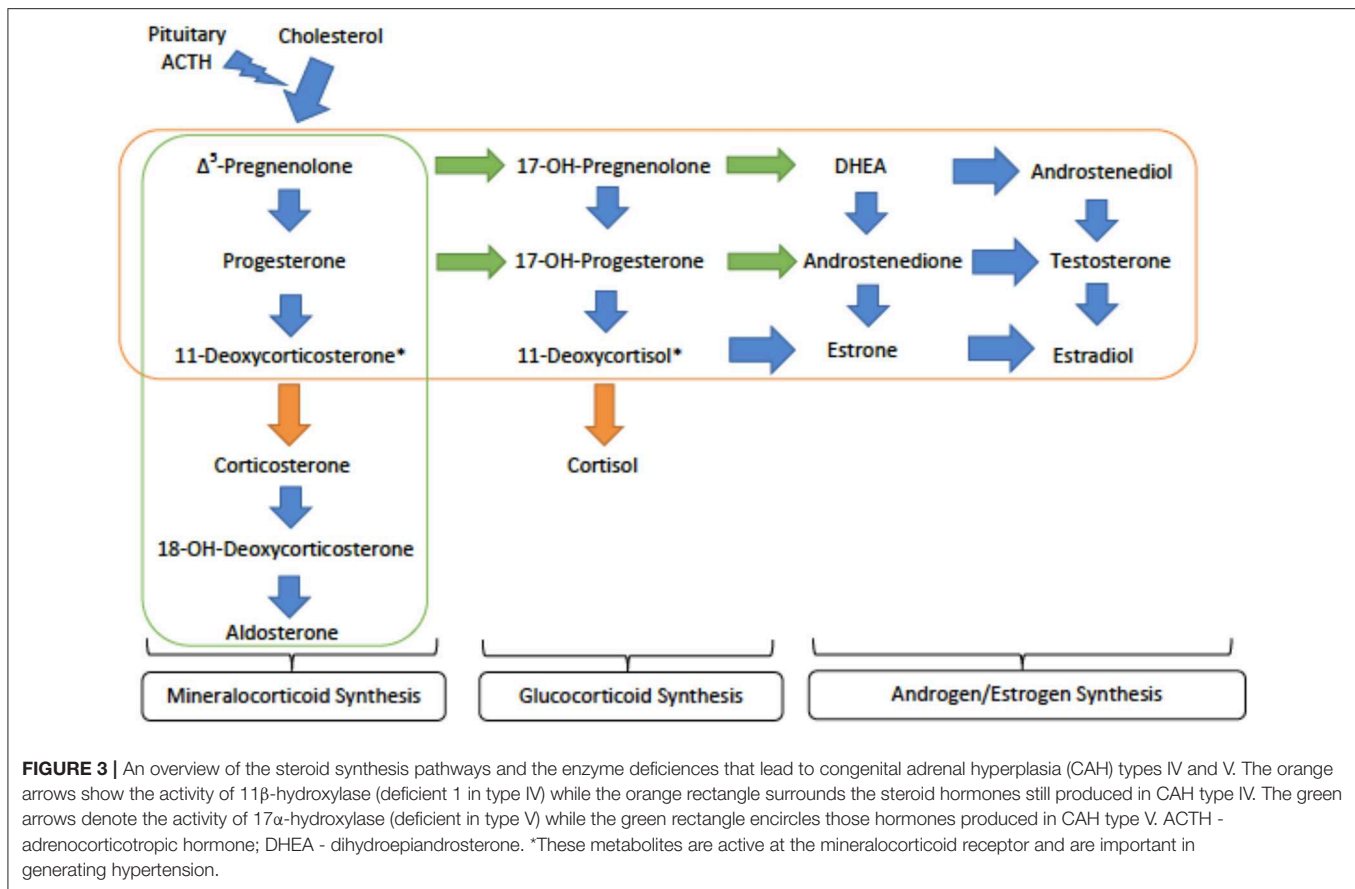 Pituitary
ACTH
Cholesterol
Δ⁵-Pregnenolone
17-OH-Pregnenolone
DHEA
Androstenediol
Progesterone
17-OH-Progesterone
Androstenedione
Testosterone
11-Deoxycorticosterone*
11-Deoxycortisol*
Estrone
Estradiol
Corticosterone
Cortisol
18-OH-Deoxycorticosterone
Aldosterone
Mineralocorticoid Synthesis
Glucocorticoid Synthesis
Androgen/Estrogen Synthesis
FIGURE 3 | An overview of the steroid synthesis pathways and the enzyme deficiences that lead to congenital adrenal hyperplasia (CAH) types IV and V. The orange
arrows show the activity of 11β-hydroxylase (deficient 1 in type IV) while the orange rectangle surrounds the steroid hormones still produced in CAH type IV. The green
arrows denote the activity of 17α-hydroxylase (deficient in type V) while the green rectangle encircles those hormones produced in CAH type V. ACTH -
adrenocorticotropic hormone; DHEA - dihydroepiandrosterone. *These metabolites are active at the mineralocorticoid receptor and are important in
generating hypertension.